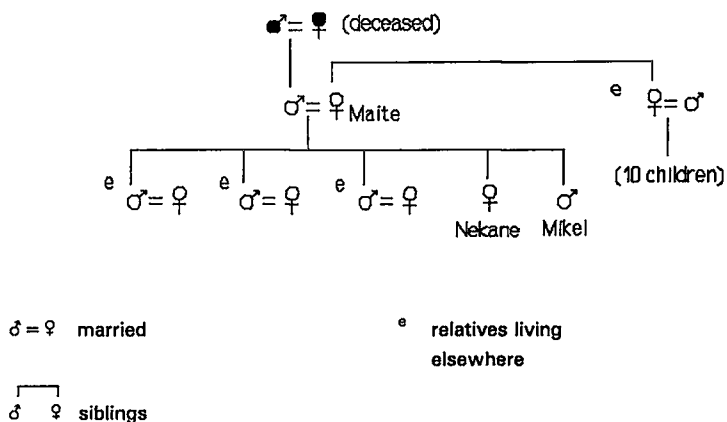 ♂=♀ (deceased)
♂=♀ Maite
e ♀=♂
(10 children)
e ♂=♀
e ♂=♀
e ♂=♀
♀
♂
Nekane
Mikel
♂=♀ married
♂ ♀ siblings
e relatives living
elsewhere